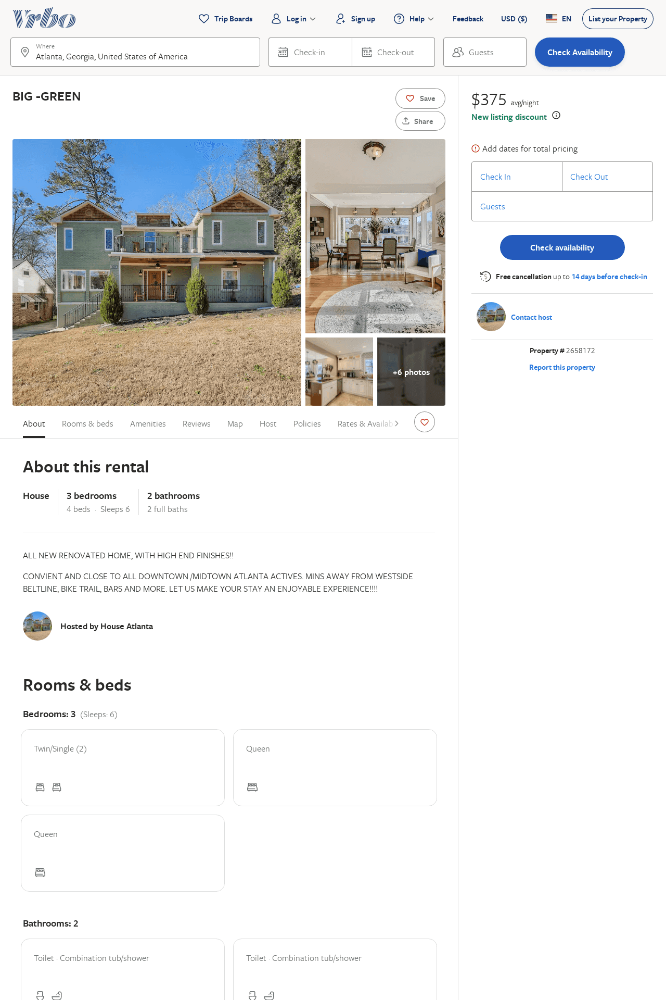 Vrbo
Trip Boards
Log in
Sign up
Help
Feedback
USD ($)
EN
List your Property
Where
Atlanta, Georgia, United States of America
Check-in
Check-out
Guests
Check Availability
BIG -GREEN
Save
Share
+6 photos
$375 avg/night
New listing discount
Add dates for total pricing
Check In
Check Out
Guests
Check availability
Free cancellation up to 14 days before check-in
Contact host
Property # 2658172
Report this property
About
Rooms & beds
Amenities
Reviews
Map
Host
Policies
Rates & Availab
About this rental
House
3 bedrooms
4 beds · Sleeps 6
2 bathrooms
2 full baths
ALL NEW RENOVATED HOME, WITH HIGH END FINISHES!!
CONVIENT AND CLOSE TO ALL DOWNTOWN /MIDTOWN ATLANTA ACTIVES. MINS AWAY FROM WESTSIDE
BELTLINE, BIKE TRAIL, BARS AND MORE. LET US MAKE YOUR STAY AN ENJOYABLE EXPERIENCE!!!!
Hosted by House Atlanta
Rooms & beds
Bedrooms: 3 (Sleeps: 6)
Twin/Single (2)
Queen
Queen
Bathrooms: 2
Toilet · Combination tub/shower
Toilet · Combination tub/shower